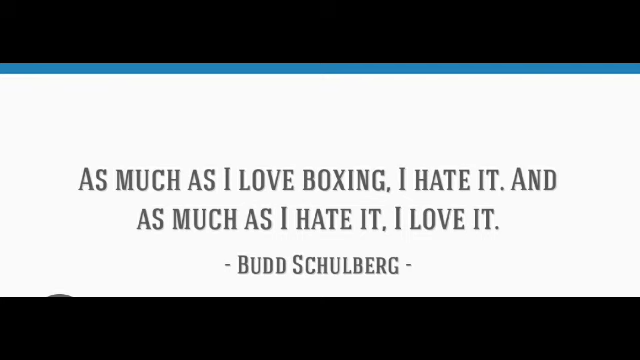 As much as I love boxing, I hate it. And
as much as I hate it, I love it.
- Budd Schulberg -